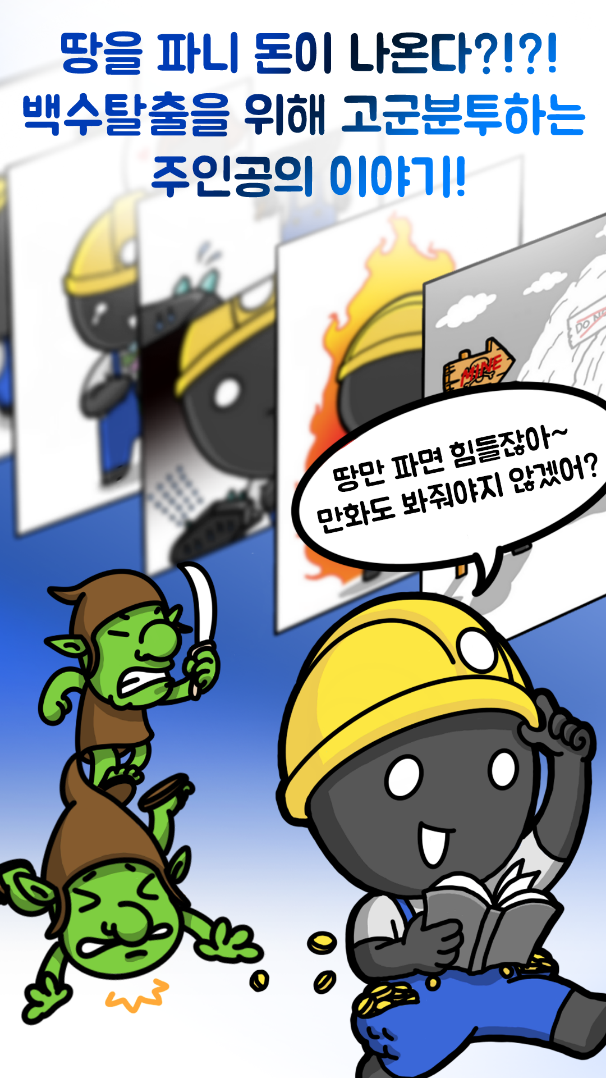 땅을 파니 돈이 나온다?!?!
백수탈출을 위해 고군분투하는
주인공의 이야기!
MINE
땅만 파면 힘들잖아~
만화도 봐줘야지 않겠어?